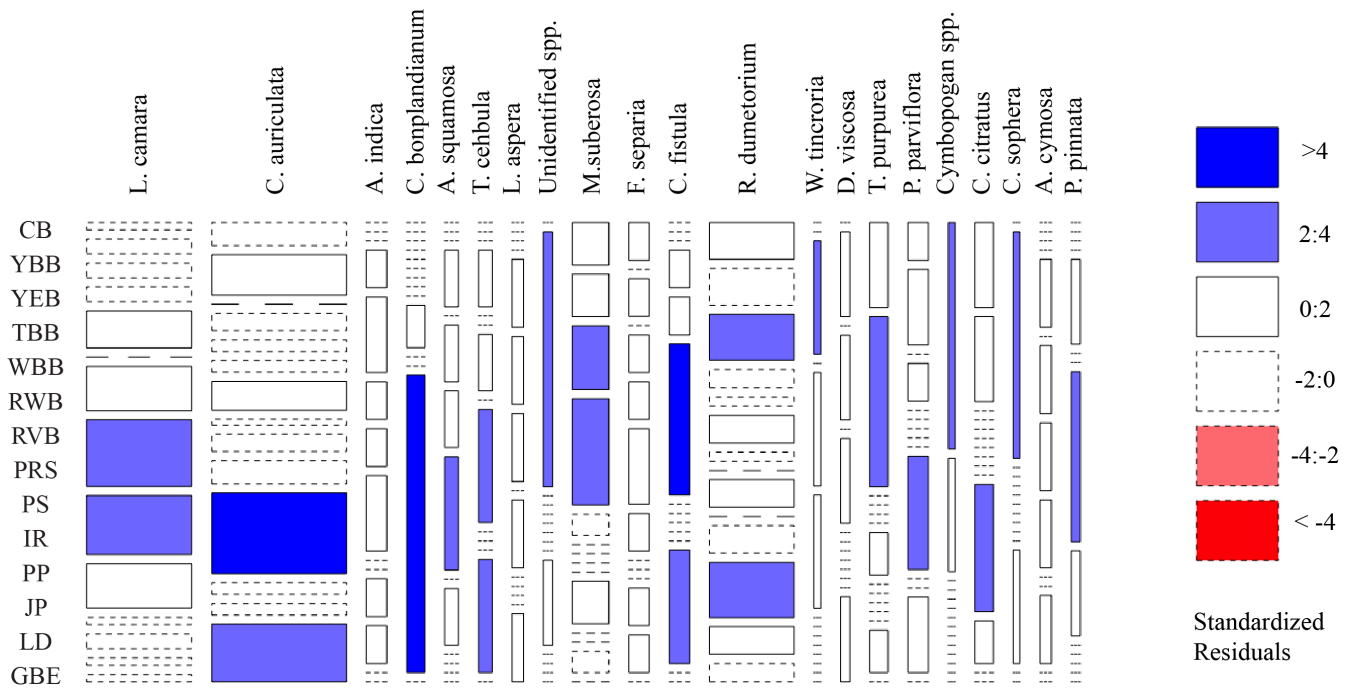 L. camara
C. auriculata
A. indica
C. bonplandianum
A. squamosa
T. cehbula
L. aspera
Unidentified spp.
M.suberosa
F. separia
C. fistula
R. dumetorium
W. tincroria
D. viscosa
T. purpurea
P. parviflora
Cymbopogan spp.
C. citratus
C. sophera
A. cymosa
P. pinnata
CB
YBB
YEB
TBB
WBB
RWB
RVB
PRS
PS
IR
PP
JP
LD
GBE
>4
2:4
0:2
-2:0
-4:-2
< -4
Standardized
Residuals